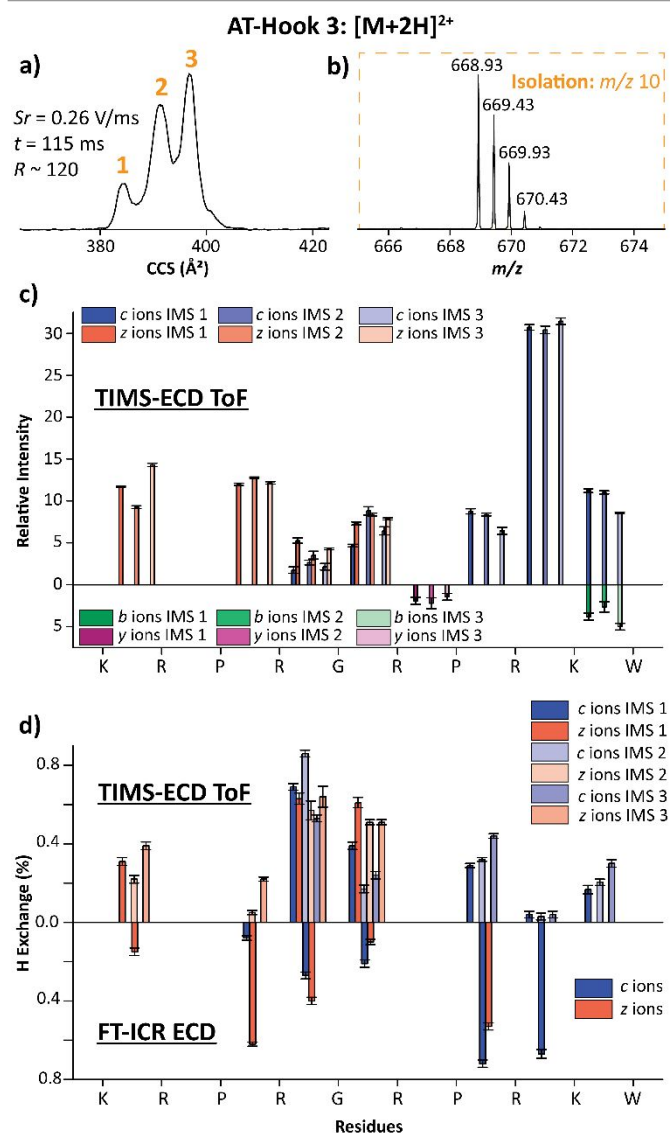 AT-Hook 3: [M+2H]²⁺
a)
Sr = 0.26 V/ms
t = 115 ms
R ~ 120
1
2
3
380
400
420
CCS (Å²)
b)
Isolation: m/z 10
668.93
669.43
669.93
670.43
666
668
670
672
674
m/z
c)
c ions IMS 1
c ions IMS 2
c ions IMS 3
z ions IMS 1
z ions IMS 2
z ions IMS 3
TIMS-ECD ToF
Relative Intensity
30
25
20
15
10
5
0
5
b ions IMS 1
b ions IMS 2
b ions IMS 3
y ions IMS 1
y ions IMS 2
y ions IMS 3
K R P R G R P R K W
d)
TIMS-ECD ToF
c ions IMS 1
z ions IMS 1
c ions IMS 2
z ions IMS 2
c ions IMS 3
z ions IMS 3
H Exchange (%)
0.8
0.4
0.0
0.4
0.8
FT-ICR ECD
c ions
z ions
K R P R G R P R K W
Residues